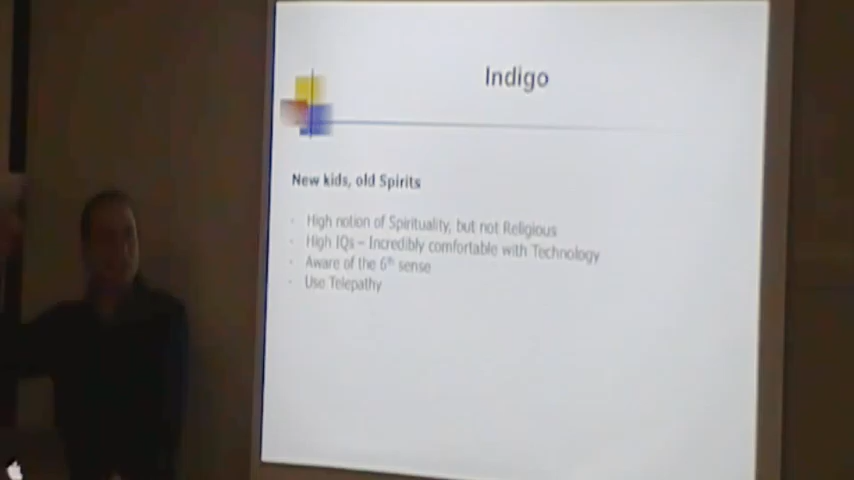 Indigo
New kids, old Spirits
- High notion of Spirituality, but not Religious
- High IQs – Incredibly comfortable with Technology
- Aware of the 6th sense
- Use Telepathy